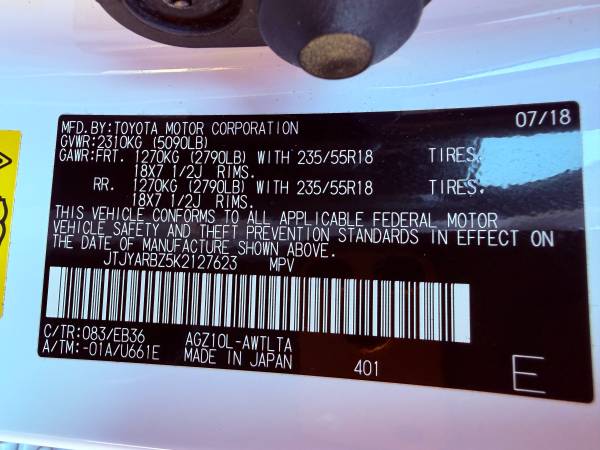 07/18
MFD.BY:TOYOTA MOTOR CORPORATION
GVWR:2310KG (5090LB)
GAWR:FRT. 1270KG (2790LB) WITH 235/55R18 TIRES.
18X7 1/2J RIMS.
RR. 1270KG (2790LB) WITH 235/55R18 TIRES.
18X7 1/2J RIMS.
THIS VEHICLE CONFORMS TO ALL APPLICABLE FEDERAL MOTOR
VEHICLE SAFETY AND THEFT PREVENTION STANDARDS IN EFFECT ON
THE DATE OF MANUFACTURE SHOWN ABOVE.
JTJYARBZ5K2127623 MPV
C/TR: 083/EB36 AGZ10L-AWTLTA
A/TM: -01A/U661E MADE IN JAPAN 401 E